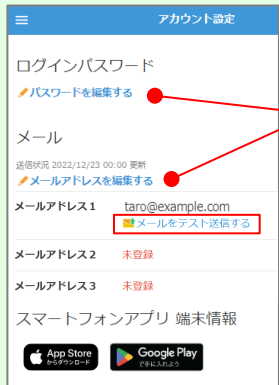 アカウント設定
ログインパスワード
パスワードを編集する
メール
送信状況 2022/12/23 00:00 更新
メールアドレスを編集する
メールアドレス1 taro@example.com
メールをテスト送信する
メールアドレス2 未登録
メールアドレス3 未登録
スマートフォンアプリ 端末情報
App Store
からダウンロード
Google Play
で手に入れよう